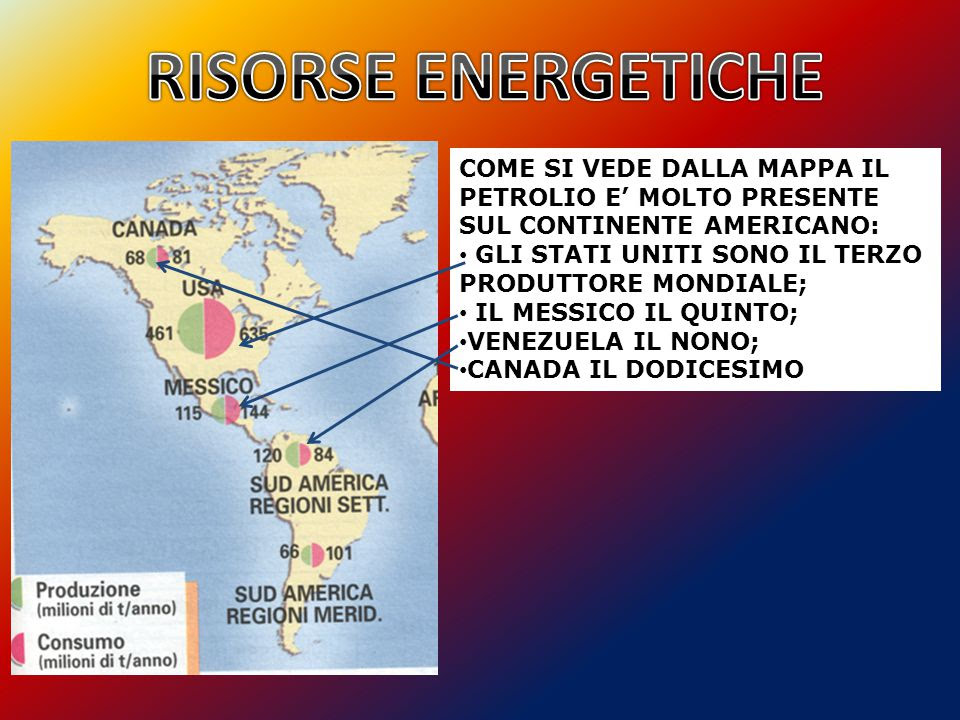 RISORSE ENERGETICHE
CANADA
68 81
USA
461 635
MESSICO
115 144
120 84
SUD AMERICA
REGIONI SETT.
66 101
SUD AMERICA
REGIONI MERID.
AF
Produzione
(milioni di t/anno)
Consumo
(milioni di t/anno)
COME SI VEDE DALLA MAPPA IL
PETROLIO E’ MOLTO PRESENTE
SUL CONTINENTE AMERICANO:
• GLI STATI UNITI SONO IL TERZO
PRODUTTORE MONDIALE;
• IL MESSICO IL QUINTO;
•VENEZUELA IL NONO;
•CANADA IL DODICESIMO